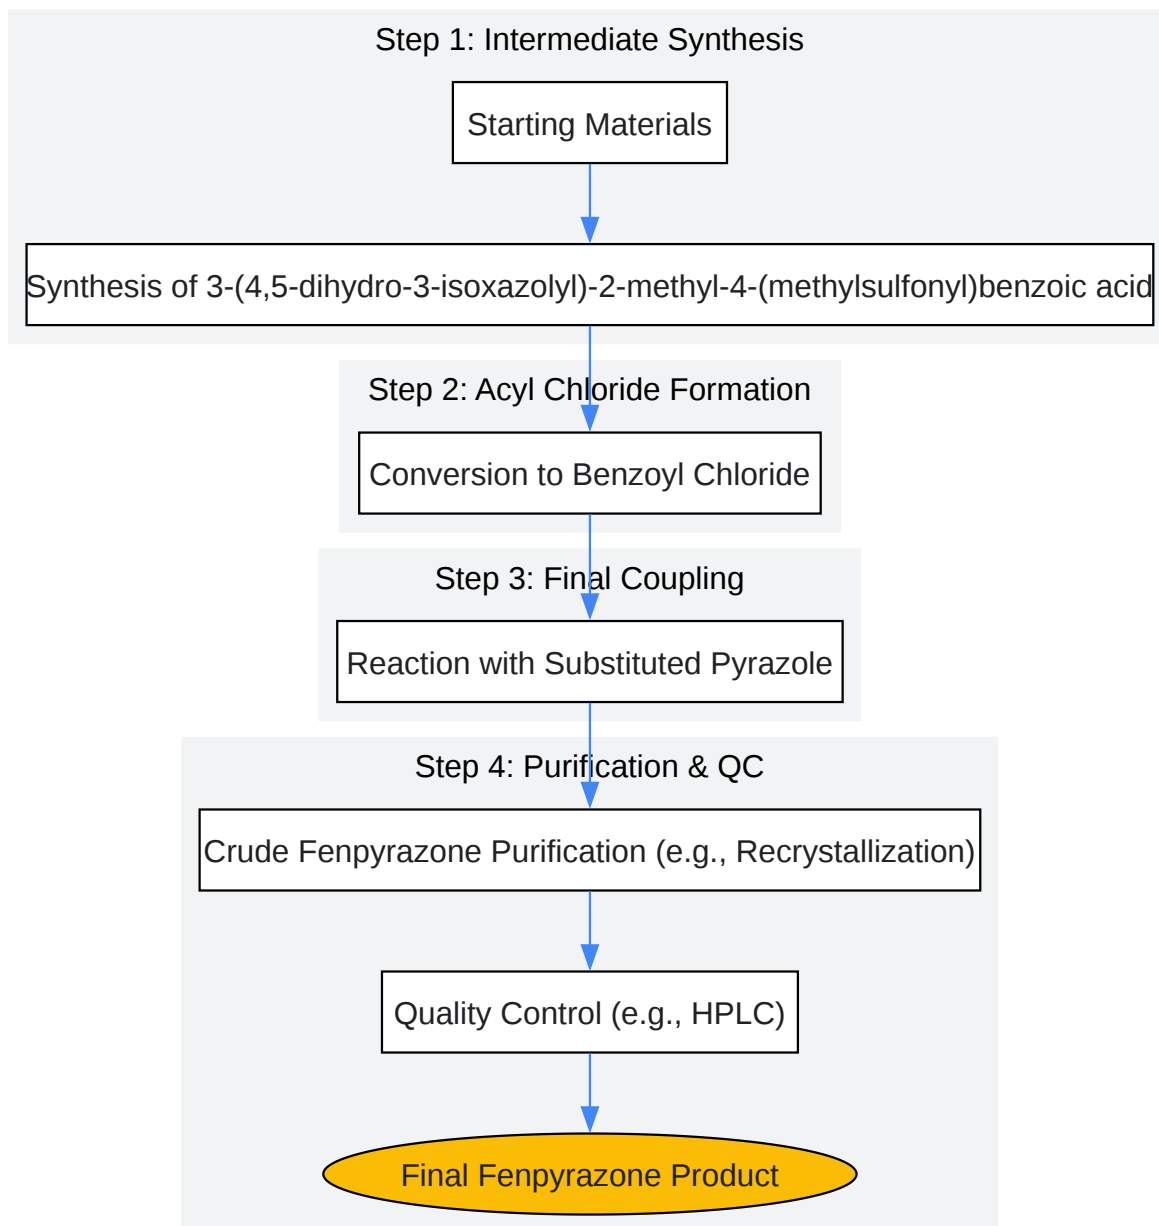 Step 1: Intermediate Synthesis
Starting Materials
Synthesis of 3-(4,5-dihydro-3-isoxazolyl)-2-methyl-4-(methylsulfonyl)benzoic acid
Step 2: Acyl Chloride Formation
Conversion to Benzoyl Chloride
Step 3: Final Coupling
Reaction with Substituted Pyrazole
Step 4: Purification & QC
Crude Fenpyrazone Purification (e.g., Recrystallization)
Quality Control (e.g., HPLC)
Final Fenpyrazone Product